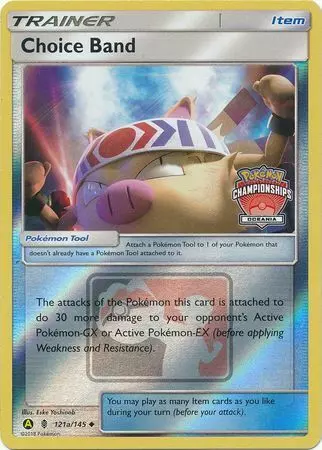 TRAINER Item
Choice Band
Pokémon
CHAMPIONSHIPS
OCEANIA
Pokémon Tool
Attach a Pokémon Tool to 1 of your Pokémon that
doesn't already have a Pokémon Tool attached to it.
The attacks of the Pokémon this card is attached to
do 30 more damage to your opponent's Active
Pokémon-GX or Active Pokémon-EX (before applying
Weakness and Resistance).
You may play as many Item cards as you like
during your turn (before your attack).
Illus. Eske Yoshinob
A 121a/145
©2018 Pokémon